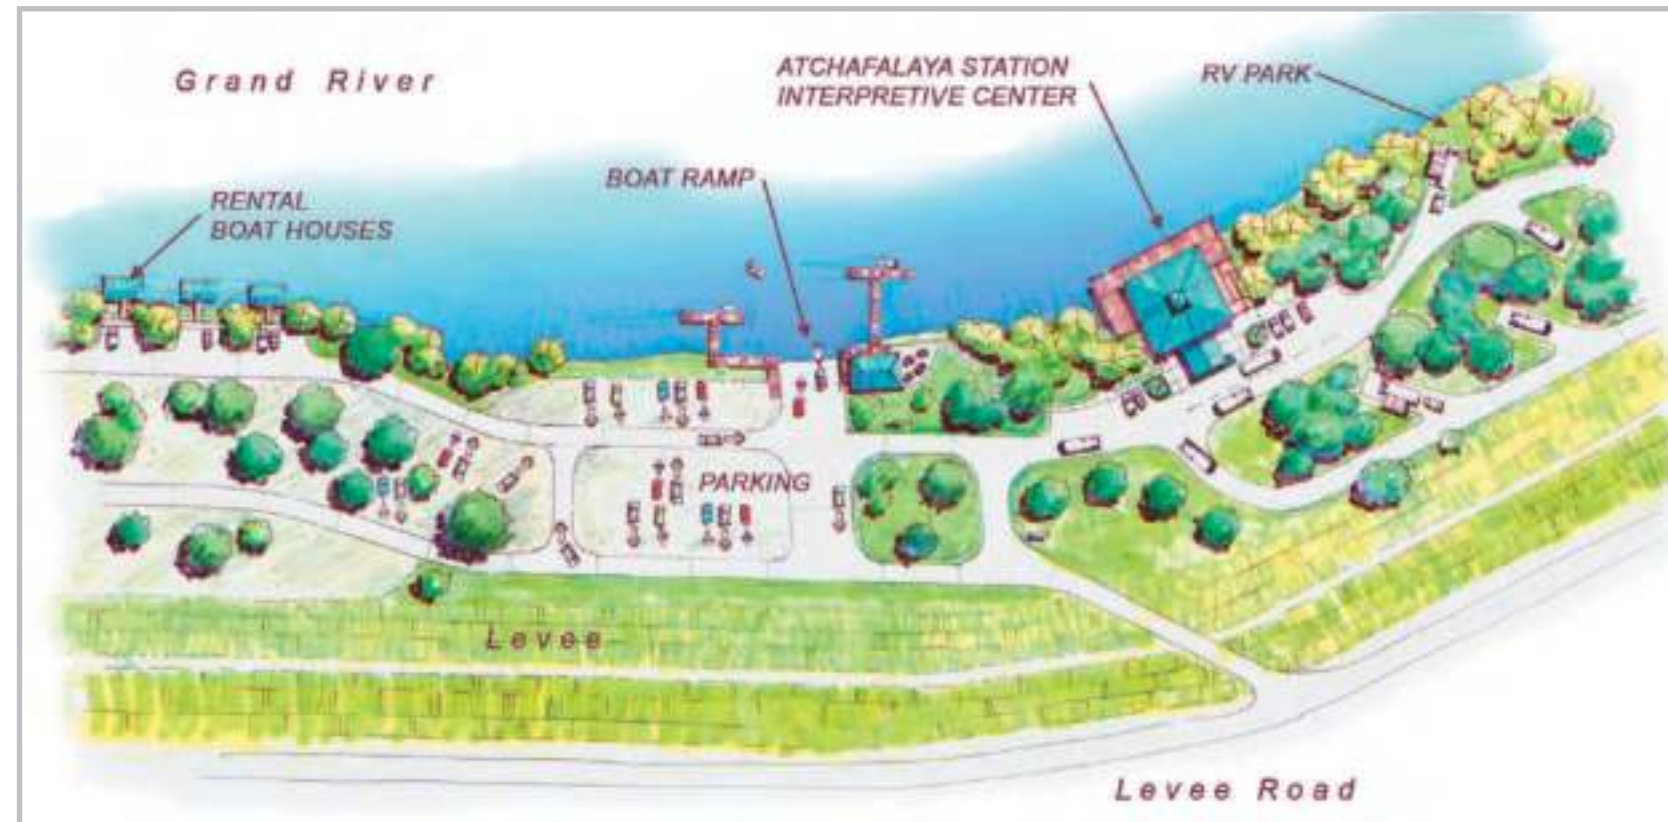 Grand River
ATCHAFALAYA STATION
INTERPRETIVE CENTER
RV PARK
BOAT RAMP
RENTAL
BOAT HOUSES
PARKING
Levee
Levee Road